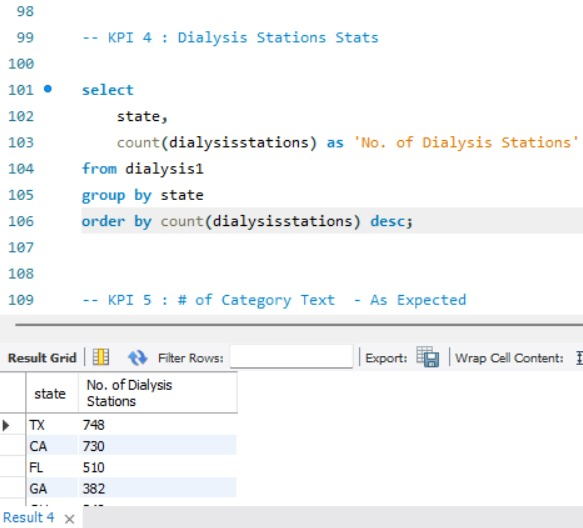 98
99 -- KPI 4 : Dialysis Stations Stats
100
101 select
102 state,
103 count(dialysisstations) as 'No. of Dialysis Stations'
104 from dialysis1
105 group by state
106 order by count(dialysisstations) desc;
107
108
109 -- KPI 5 : # of Category Text - As Expected
Result Grid Filter Rows: Export: Wrap Cell Content:
state No. of Dialysis
Stations
TX 748
CA 730
FL 510
GA 382
Result 4 ×